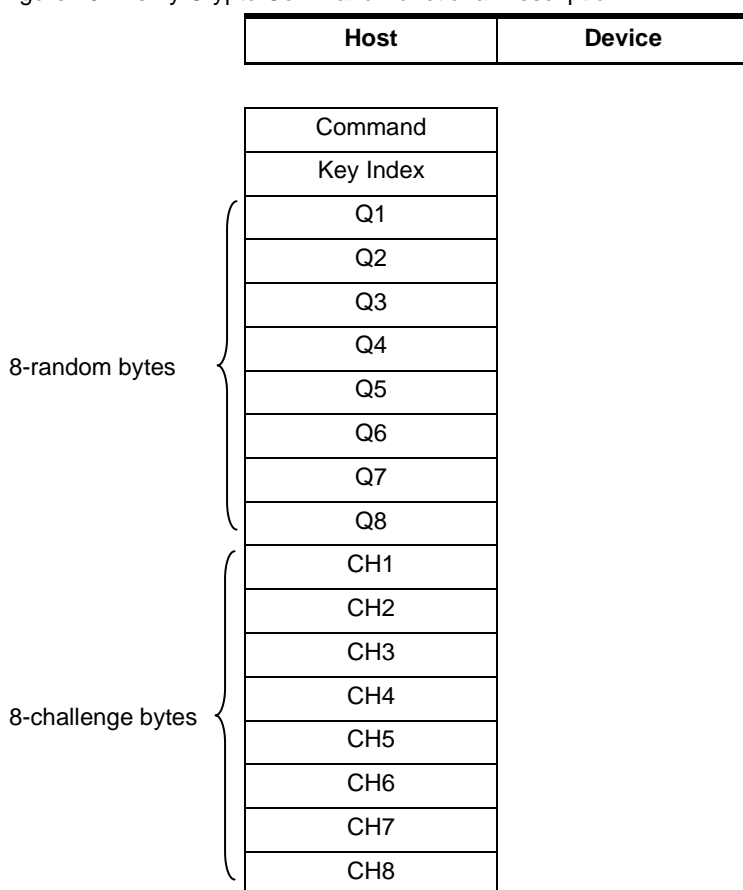 Host Device
Command
Key Index
Q1
Q2
Q3
Q4
8-random bytes
Q5
Q6
Q7
Q8
CH1
CH2
CH3
CH4
8-challenge bytes
CH5
CH6
CH7
CH8